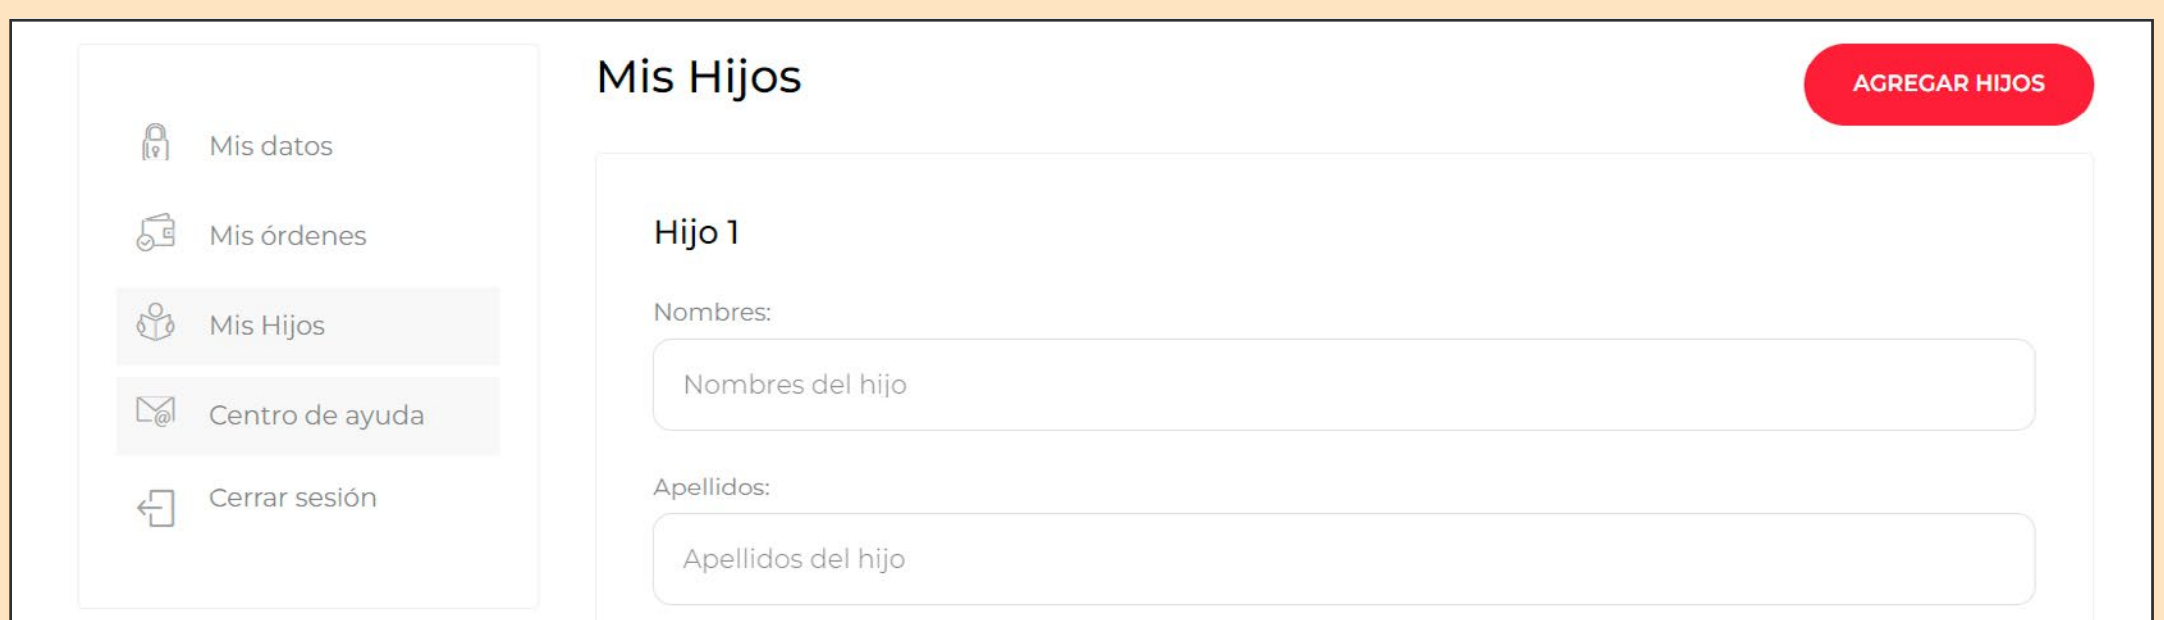 Mis datos
Mis órdenes
Mis Hijos
Centro de ayuda
Cerrar sesión
Mis Hijos
AGREGAR HIJOS
Hijo 1
Nombres:
Nombres del hijo
Apellidos:
Apellidos del hijo